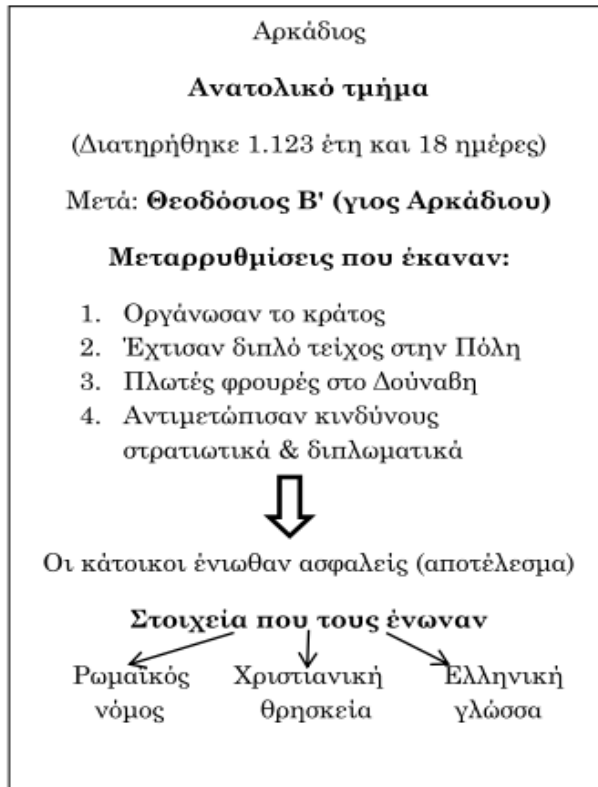 Αρκάδιος
Ανατολικό τμήμα
(Διατηρήθηκε 1.123 έτη και 18 ημέρες)
Μετά: Θεοδόσιος Β' (γιος Αρκάδιου)
Μεταρρυθμίσεις που έκαναν:
1. Οργάνωσαν το κράτος
2. Έχτισαν διπλό τείχος στην Πόλη
3. Πλωτές φρουρές στο Δούναβη
4. Αντιμετώπισαν κινδύνους
στρατιωτικά & διπλωματικά
Οι κάτοικοι ένιωθαν ασφαλείς (αποτέλεσμα)
Στοιχεία που τους ένωναν
Ρωμαϊκός Χριστιανική Ελληνική
νόμος θρησκεία γλώσσα